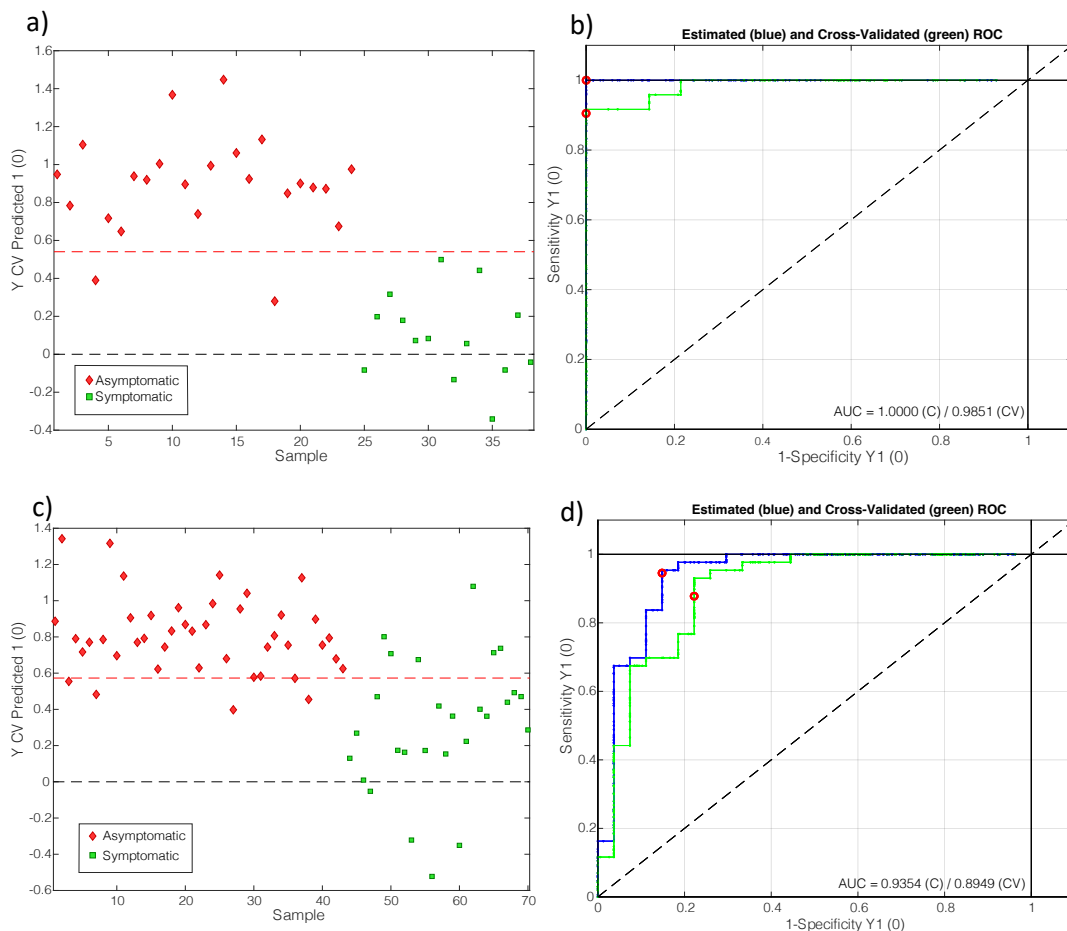 a)
1.6
1.4
1.2
1
0.8
0.6
0.4
0.2
0
-0.2
-0.4
Y CV Predicted 1 (0)
Asymptomatic
Symptomatic
5 10 15 20 25 30 35
Sample
b)
Estimated (blue) and Cross-Validated (green) ROC
1
0.8
0.6
0.4
0.2
0
Sensitivity Y1 (0)
AUC = 1.0000 (C) / 0.9851 (CV)
0 0.2 0.4 0.6 0.8 1
1-Specificity Y1 (0)
c)
1.4
1.2
1
0.8
0.6
0.4
0.2
0
-0.2
-0.4
-0.6
Y CV Predicted 1 (0)
Asymptomatic
Symptomatic
10 20 30 40 50 60 70
Sample
d)
Estimated (blue) and Cross-Validated (green) ROC
1
0.8
0.6
0.4
0.2
0
Sensitivity Y1 (0)
AUC = 0.9354 (C) / 0.8949 (CV)
0 0.2 0.4 0.6 0.8 1
1-Specificity Y1 (0)